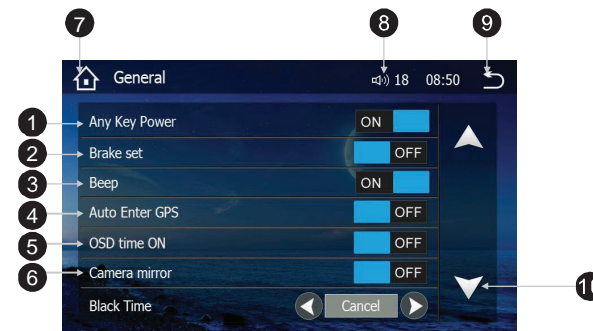 7 8 9
General 18 08:50
1 Any Key Power ON
2 Brake set OFF
3 Beep ON
4 Auto Enter GPS OFF
5 OSD time ON OFF
6 Camera mirror OFF
10
Black Time Cancel